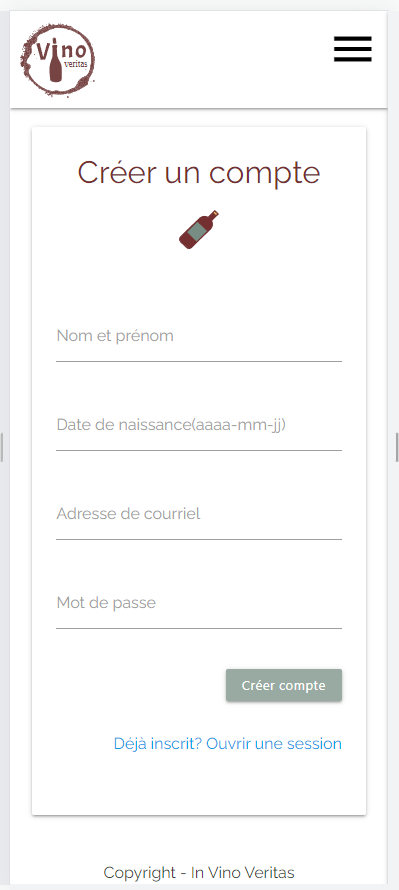 Vino
veritas
Créer un compte
Nom et prénom
Date de naissance(aaaa-mm-jj)
Adresse de courriel
Mot de passe
Créer compte
Déjà inscrit? Ouvrir une session
Copyright - In Vino Veritas